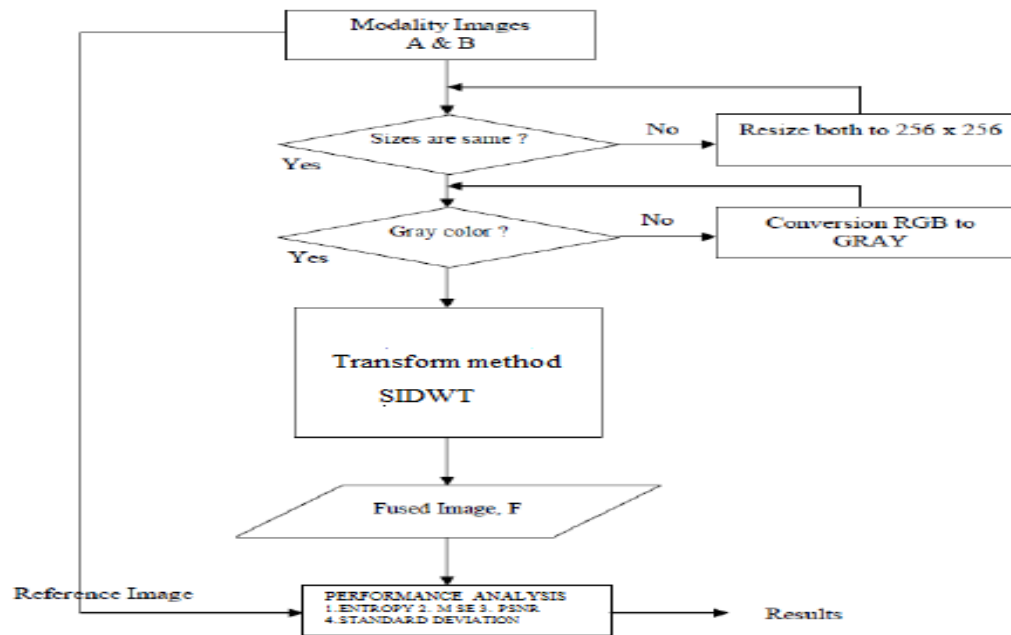 Modality Images
A & B
Sizes are same ?
No
Resize both to 256 x 256
Yes
Gray color ?
No
Conversion RGB to
GRAY
Yes
Transform method
SIDWT
Fused Image, F
Reference Image
PERFORMANCE ANALYSIS
1.ENTROPY 2. M SE 3. PSNR
4.STANDARD DEVIATION
Results